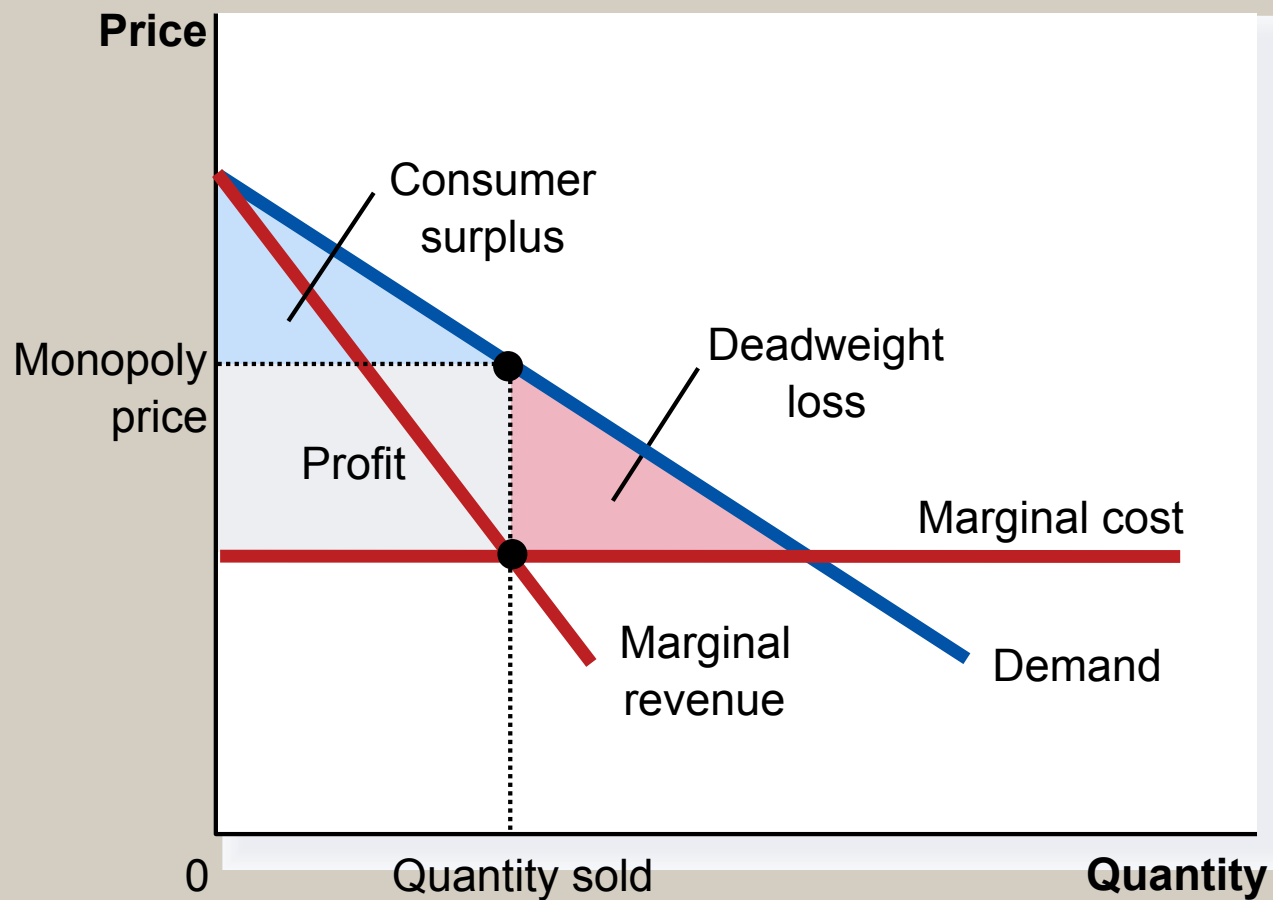 Price
Consumer
surplus
Deadweight
loss
Monopoly
price
Profit
Marginal cost
Marginal
revenue
Demand
0
Quantity sold
Quantity